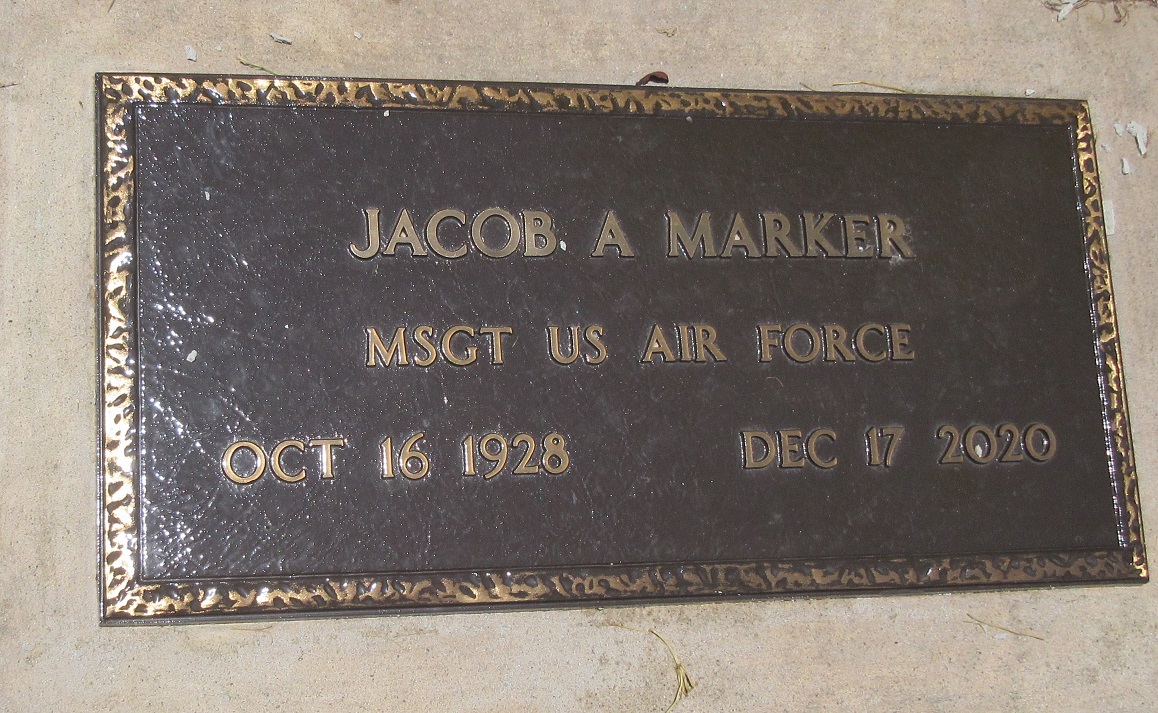 JACOB A MARKER
MSGT US AIR FORCE
OCT 16 1928 DEC 17 2020